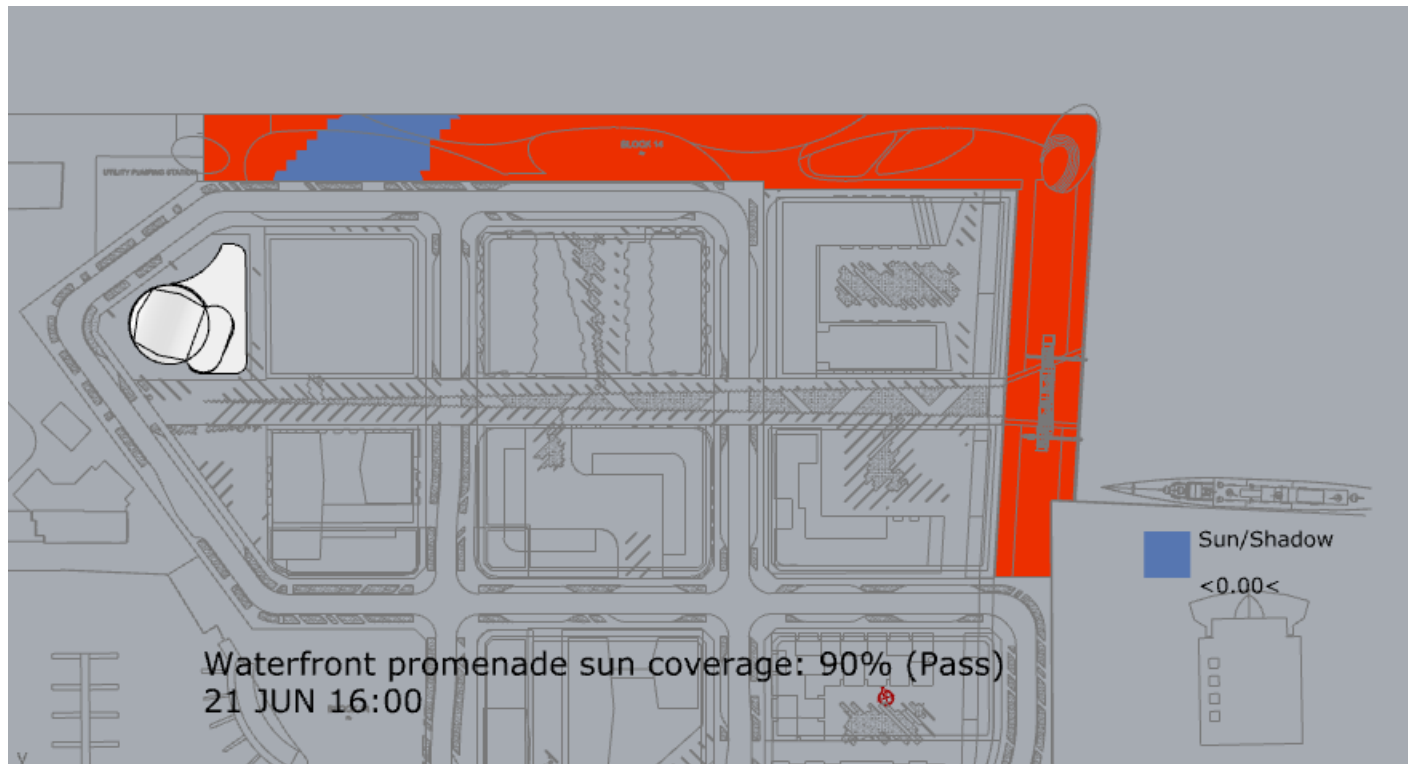 BLOCK 14
UTILITY PUMPING STATION
Sun/Shadow
<0.00<
Waterfront promenade sun coverage: 90% (Pass)
21 JUN 16:00
V